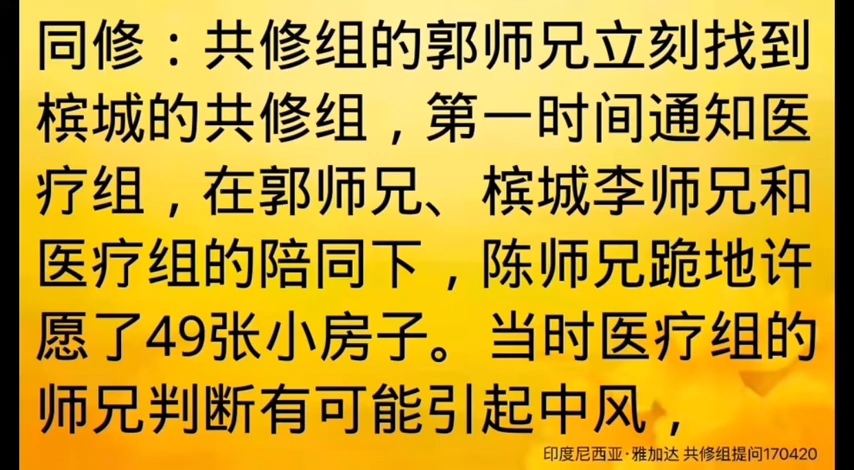 同修：共修组的郭师兄立刻找到
槟城的共修组，第一时间通知医
疗组，在郭师兄、槟城李师兄和
医疗组的陪同下，陈师兄跪地许
愿了49张小房子。当时医疗组的
师兄判断有可能引起中风，
印度尼西亚·雅加达 共修组提问170420